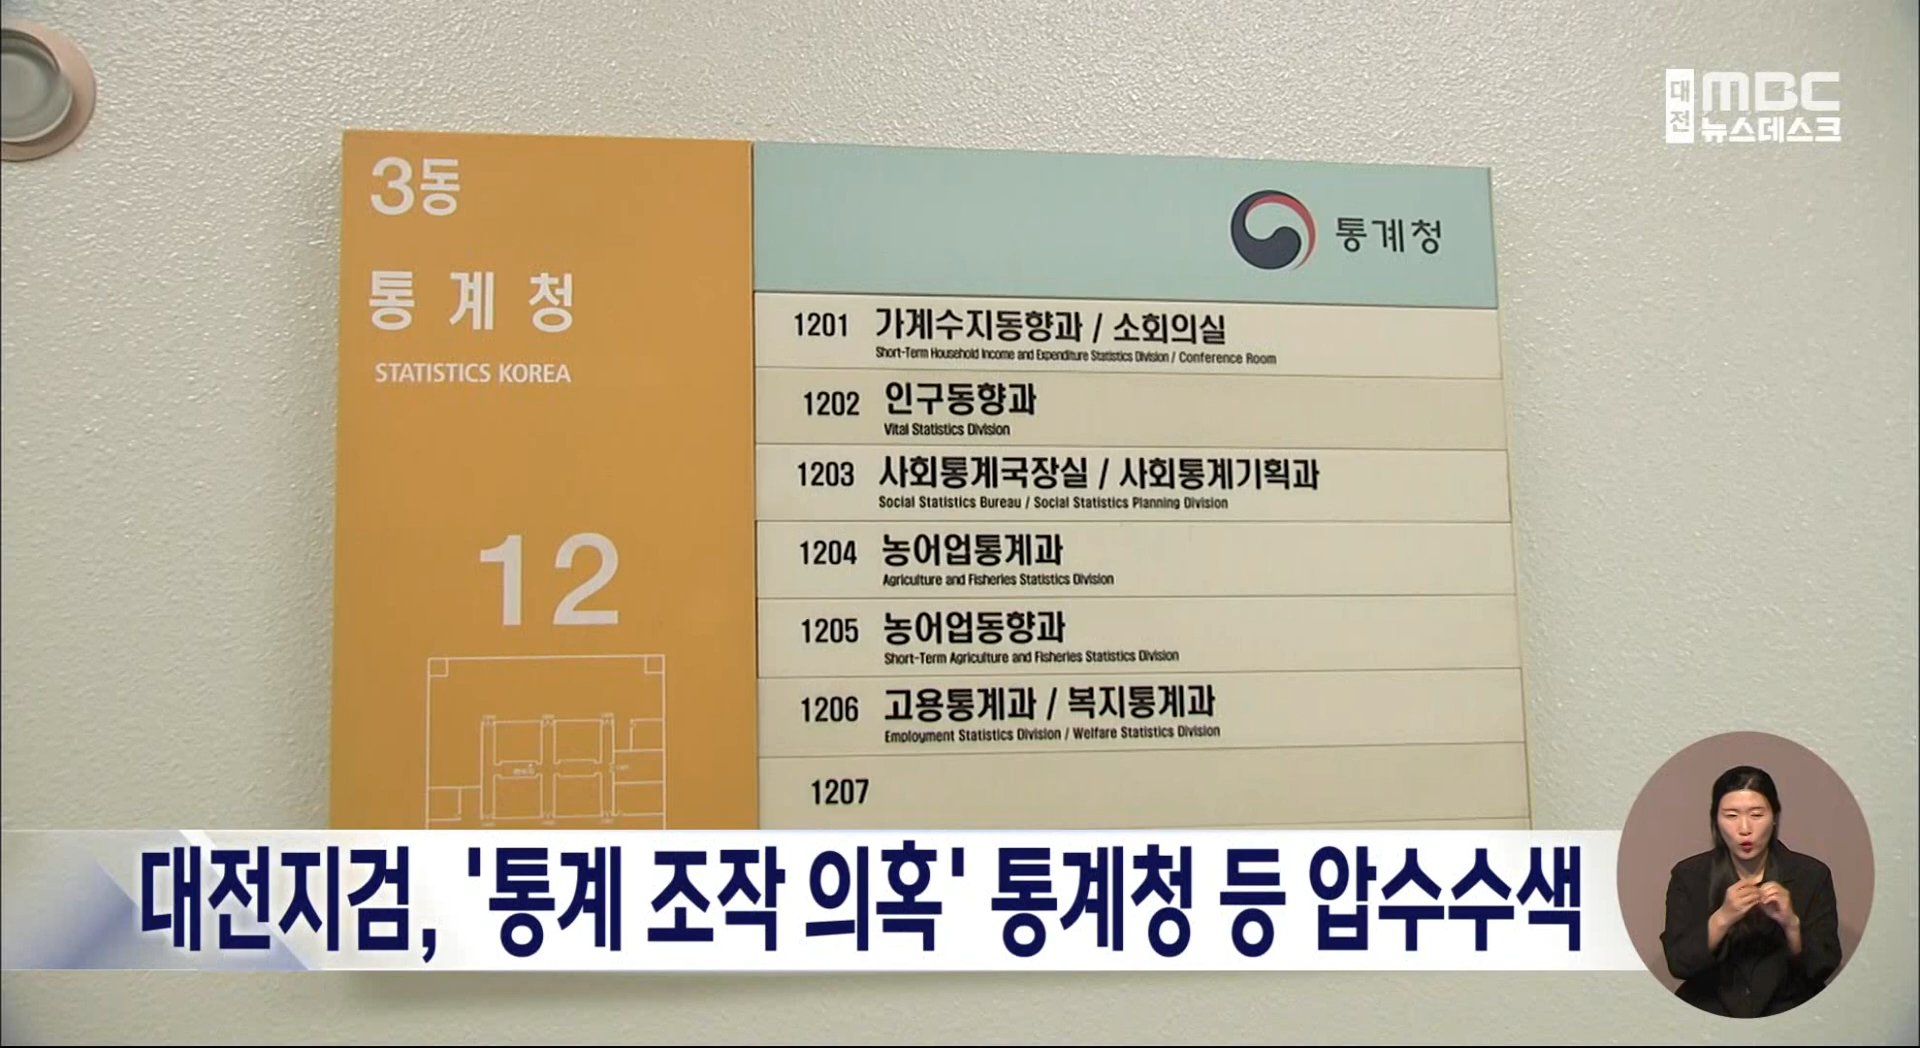 대전 MBC
뉴스데스크
3동
통계청
STATISTICS KOREA
12
통계청
1201 가계수지동향과 / 소회의실
Short-Term Household Income and Expenditure Statistics Division / Conference Room
1202 인구동향과
Vital Statistics Division
1203 사회통계국장실 / 사회통계기획과
Social Statistics Bureau / Social Statistics Planning Division
1204 농어업통계과
Agriculture and Fisheries Statistics Division
1205 농어업동향과
Short-Term Agriculture and Fisheries Statistics Division
1206 고용통계과 / 복지통계과
Employment Statistics Division / Welfare Statistics Division
1207
대전지검, '통계 조작 의혹' 통계청 등 압수수색